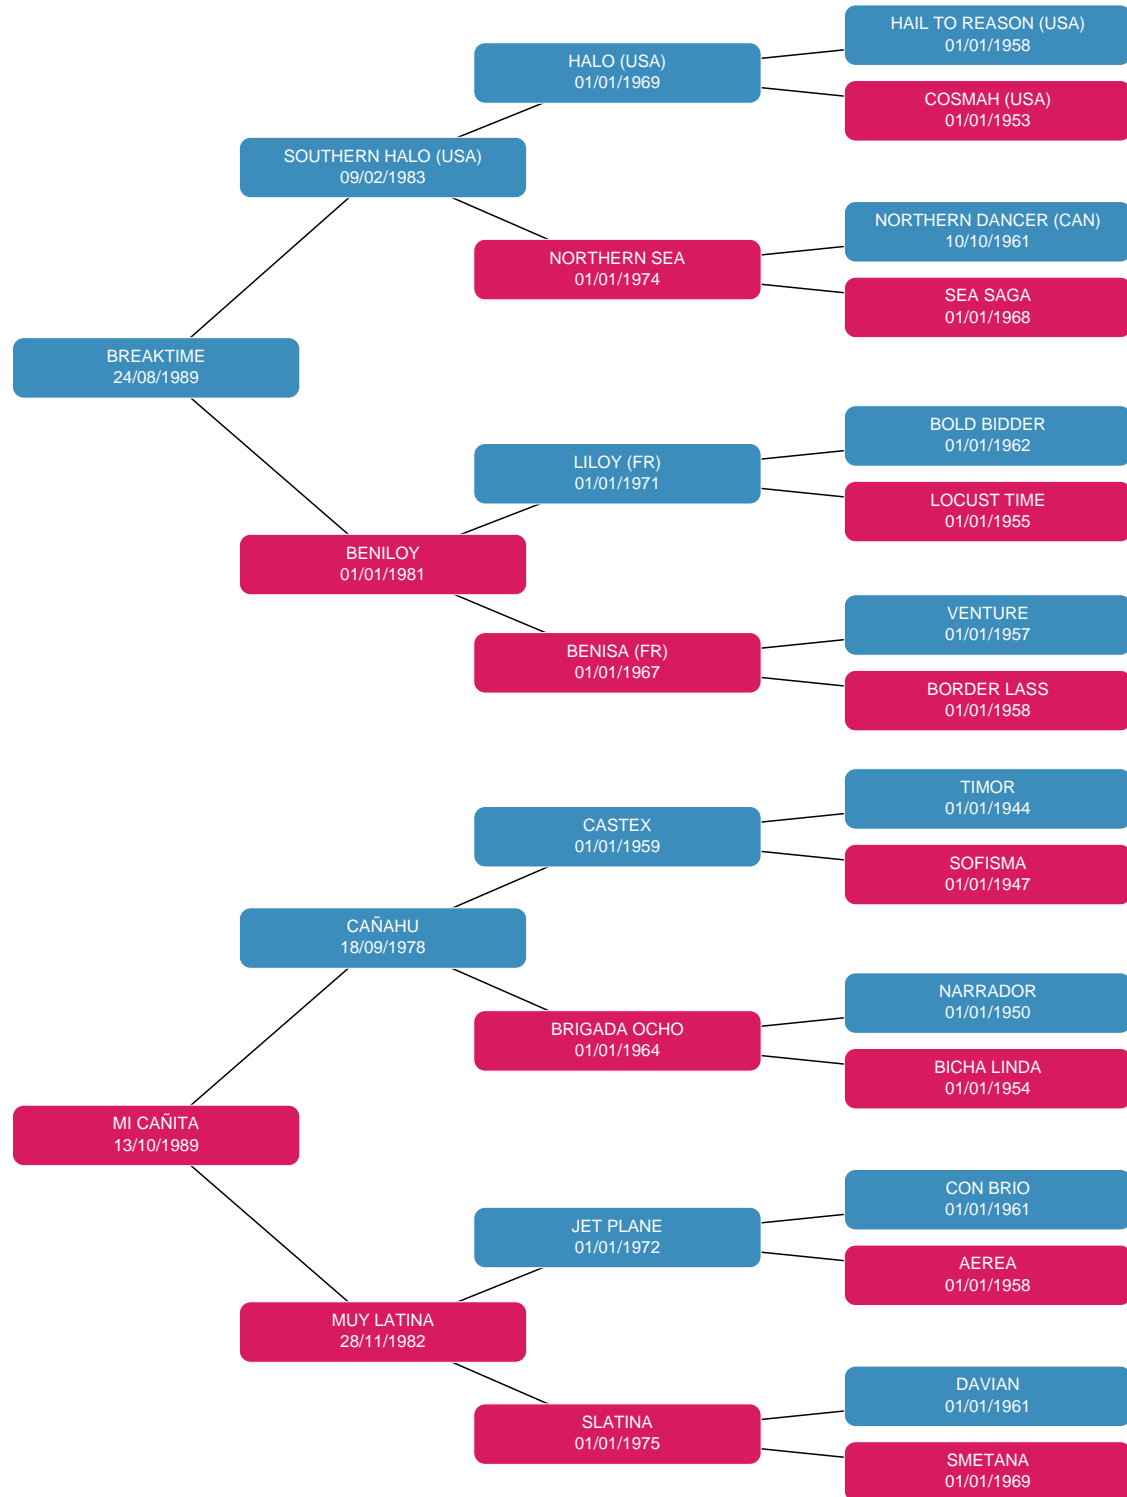 HAIL TO REASON (USA)
01/01/1958
HALO (USA)
01/01/1969
COSMAH (USA)
01/01/1953
SOUTHERN HALO (USA)
09/02/1983
NORTHERN DANCER (CAN)
10/10/1961
NORTHERN SEA
01/01/1974
SEA SAGA
01/01/1968
BREAKTIME
24/08/1989
BOLD BIDDER
01/01/1962
LILOY (FR)
01/01/1971
LOCUST TIME
01/01/1955
BENILOY
01/01/1981
VENTURE
01/01/1957
BENISA (FR)
01/01/1967
BORDER LASS
01/01/1958
TIMOR
01/01/1944
CASTEX
01/01/1959
SOFISMA
01/01/1947
CAÑAHU
18/09/1978
NARRADOR
01/01/1950
BRIGADA OCHO
01/01/1964
BICHA LINDA
01/01/1954
MI CAÑITA
13/10/1989
CON BRIO
01/01/1961
JET PLANE
01/01/1972
AEREA
01/01/1958
MUY LATINA
28/11/1982
DAVIAN
01/01/1961
SLATINA
01/01/1975
SMETANA
01/01/1969